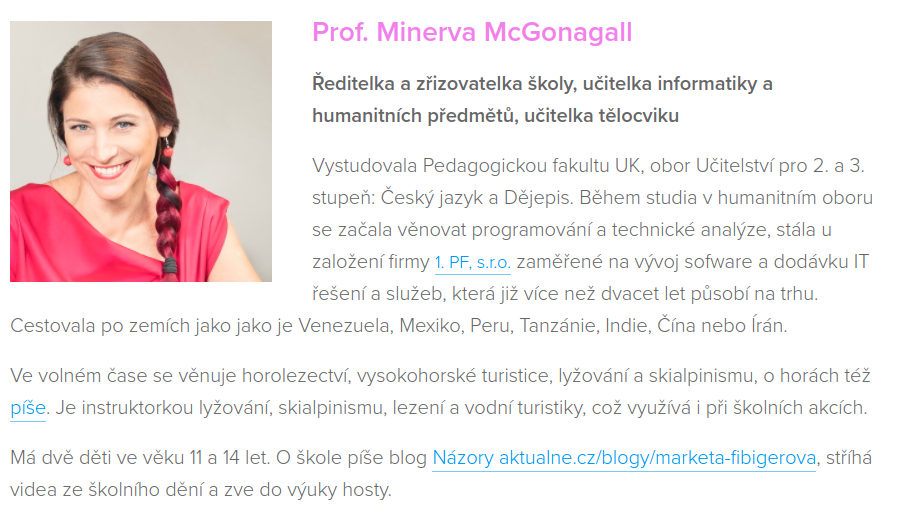 Prof. Minerva McGonagall
Ředitelka a zřizovatelka školy, učitelka informatiky a
humanitních předmětů, učitelka tělocviku
Vystudovala Pedagogickou fakultu UK, obor Učitelství pro 2. a 3.
stupeň: Český jazyk a Dějepis. Během studia v humanitním oboru
se začala věnovat programování a technické analýze, stála u
založení firmy 1. PF, s.r.o. zaměřené na vývoj sofware a dodávku IT
řešení a služeb, která již více než dvacet let působí na trhu.
Cestovala po zemích jako jako je Venezuela, Mexiko, Peru, Tanzánie, Indie, Čína nebo Írán.
Ve volném čase se věnuje horolezectví, vysokohorské turistice, lyžování a skialpinismu, o horách též
píše. Je instruktorkou lyžování, skialpinismu, lezení a vodní turistiky, což využívá i při školních akcích.
Má dvě děti ve věku 11 a 14 let. O škole píše blog Názory aktualne.cz/blogy/marketa-fibigerova, stříhá
videa ze školního dění a zve do výuky hosty.